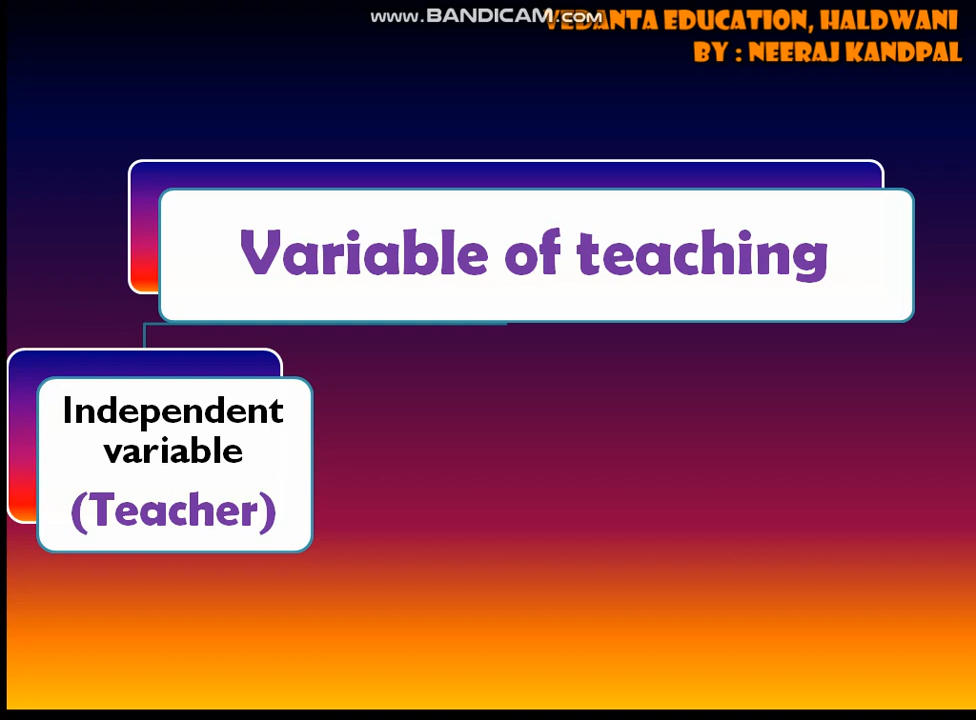 www.BANDICAM.com
VEDANTA EDUCATION, HALDWANI
BY : NEERAJ KANDPAL
Variable of teaching
Independent
variable
(Teacher)